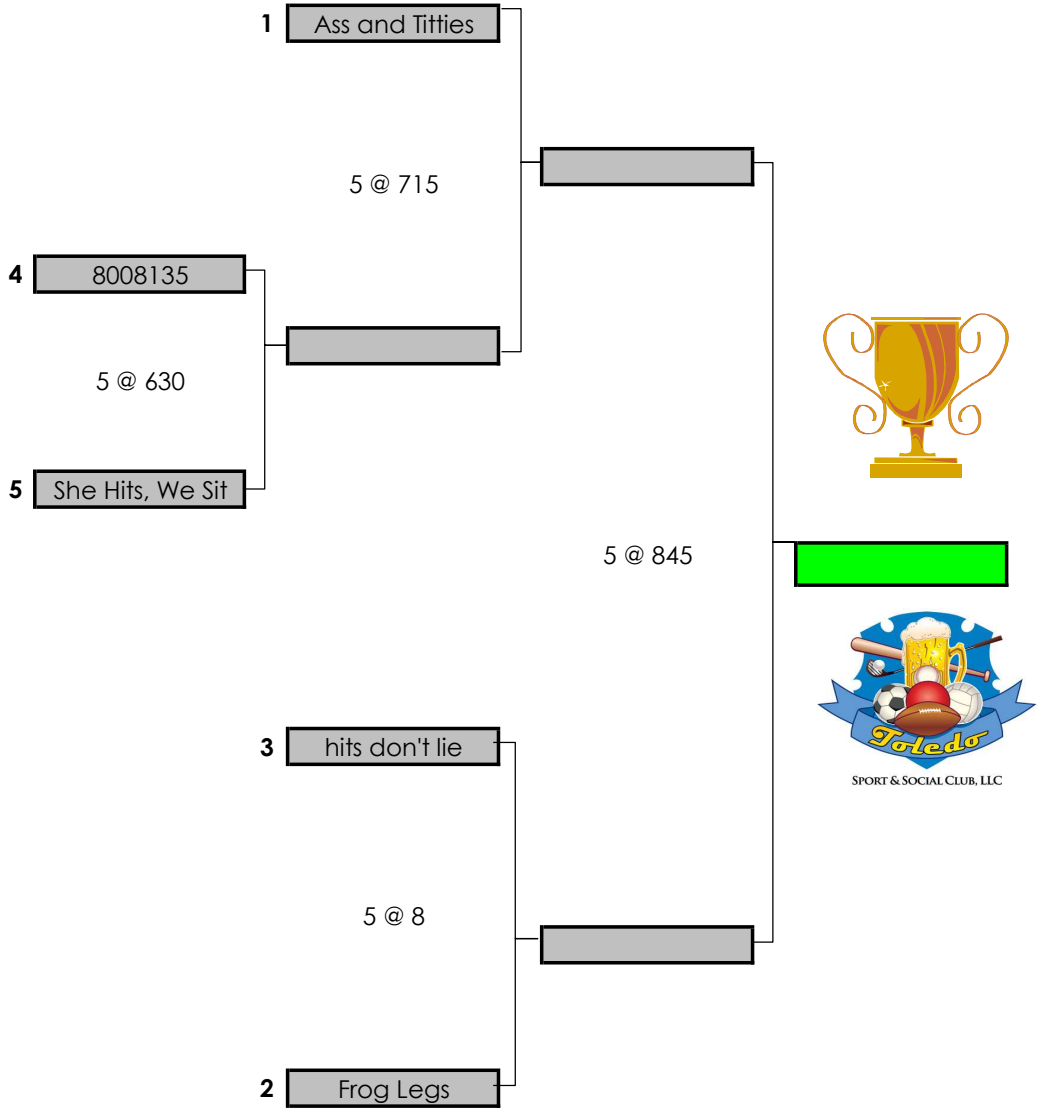 1 Ass and Titties
5 @ 715
4 8008135
5 @ 630
5 She Hits, We Sit
5 @ 845
3 hits don't lie
Toledo
SPORT & SOCIAL CLUB, LLC
5 @ 8
2 Frog Legs